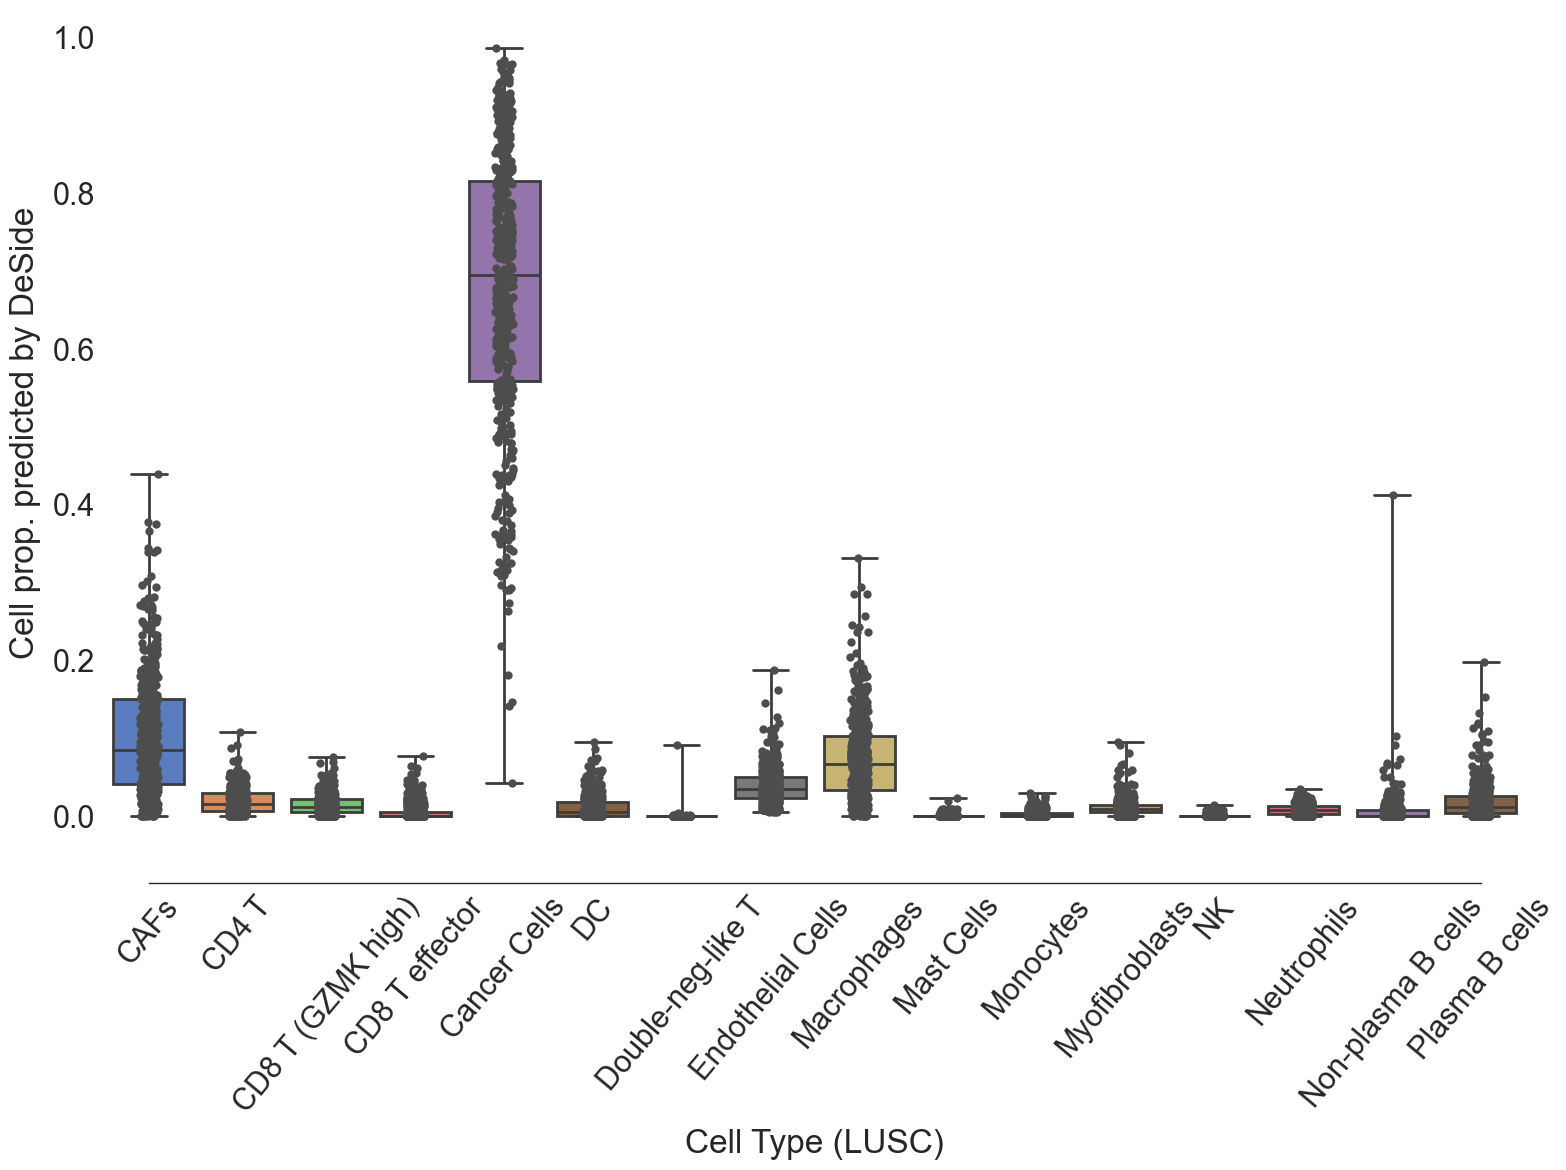 1.0
0.8
0.6
0.4
0.2
0.0
Cell prop. predicted by DeSide
CAFs
CD4 T
CD8 T (GZMK high)
CD8 T effector
Cancer Cells
DC
Double-neg-like T
Endothelial Cells
Macrophages
Mast Cells
Monocytes
Myofibroblasts
NK
Neutrophils
Non-plasma B cells
Plasma B cells
Cell Type (LUSC)